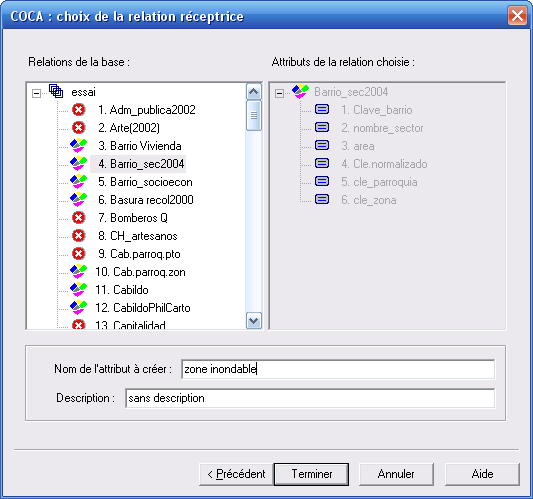 COCA : choix de la relation réceptrice
Relations de la base :
essai
1. Adm_publica2002
2. Arte(2002)
3. Barrio Vivienda
4. Barrio_sec2004
5. Barrio_socioecon
6. Basura recol2000
7. Bomberos Q
8. CH_artesanos
9. Cab.parroq.pto
10. Cab.parroq.zon
11. Cabildo
12. CabildoPhilCarto
13. Capitalidad
Attributs de la relation choisie :
Barrio_sec2004
1. Clave_barrio
2. nombre_sector
3. area
4. Cle.normalizado
5. cle_parroquia
6. cle_zona
Nom de l'attribut à créer :
zone inondable
Description :
sans description
< Précédent
Terminer
Annuler
Aide